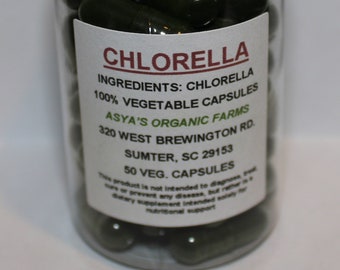 CHLORELLA
INGREDIENTS: CHLORELLA
100% VEGETABLE CAPSULES
ASYA'S ORGANIC FARMS
320 WEST BREWINGTON RD.
SUMTER, SC 29153
50 VEG. CAPSULES
This product is not intended to diagnose, treat,
cure or prevent any disease, but rather is a
dietary supplement intended solely for
nutritional support